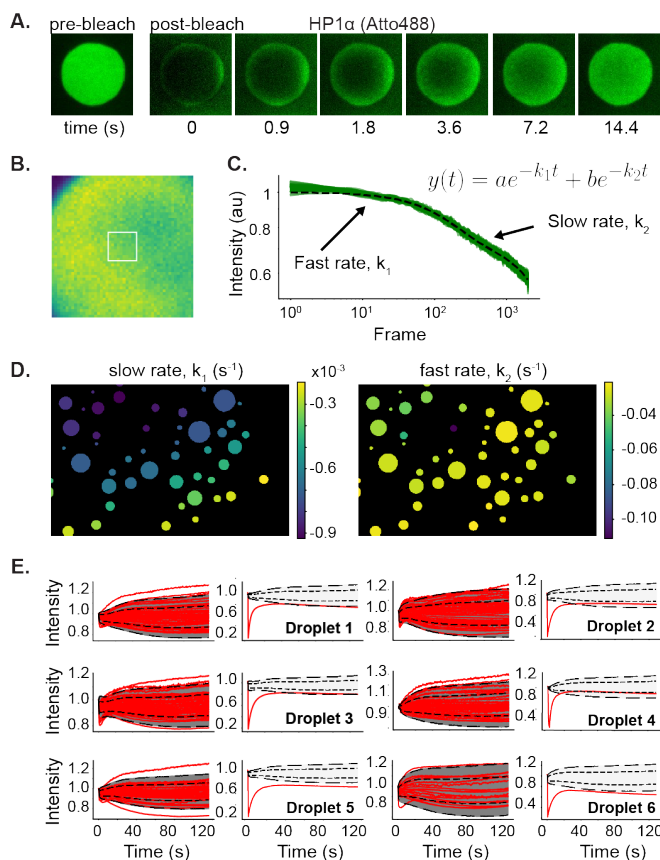 A.
pre-bleach post-bleach HP1α (Atto488)
time (s) 0 0.9 1.8 3.6 7.2 14.4
B.
C.
y(t) = ae^{-k_1t} + be^{-k_2t}
Intensity (au)
1
0.8
0.6
Fast rate, k_1
Slow rate, k_2
10^0 10^1 10^2 10^3
Frame
D.
slow rate, k_1 (s^{-1})
x10^{-3}
-0.3
-0.6
-0.9
fast rate, k_2 (s^{-1})
-0.04
-0.06
-0.08
-0.10
E.
Intensity
1.2
1.0
0.8
1.0
0.6
0.2
Droplet 1
1.2
1.0
0.8
1.2
0.8
0.4
Droplet 2
Intensity
1.2
1.0
0.8
1.0
0.6
0.2
Droplet 3
1.3
1.1
0.9
1.2
0.8
0.4
Droplet 4
Intensity
1.2
1.0
0.8
1.0
0.6
0.2
Droplet 5
1.2
1.0
0.8
1.0
0.6
0.2
Droplet 6
0 40 80 120 0 40 80 120 0 40 80 120 0 40 80 120
Time (s) Time (s) Time (s) Time (s)